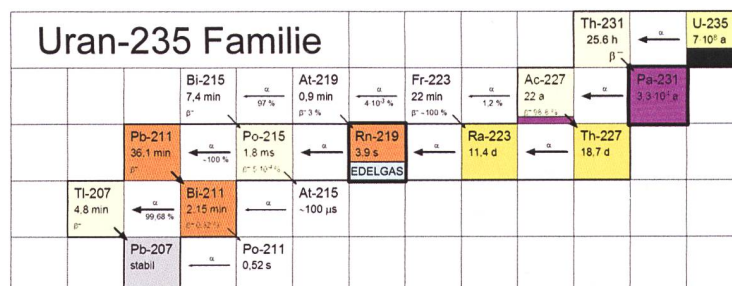 Uran-235 Familie
Th-231
25.6 h
β⁻
α
U-235
7·10⁸ a
Bi-215
7,4 min
β⁻
α
97 %
At-219
0,9 min
β⁻ 3 %
α
4·10⁻³ %
Fr-223
22 min
β⁻ ~100 %
α
1,2 %
Ac-227
22 a
α
Pa-231
3.3·10⁴ a
Pb-211
36,1 min
β⁻
α
~100 %
Po-215
1,8 ms
α
Rn-219
3.9 s
EDELGAS
α
Ra-223
11,4 d
α
Th-227
18,7 d
Tl-207
4,8 min
β⁻
α
99,68 %
Bi-211
2.15 min
α
At-215
~100 µs
Pb-207
stabil
α
Po-211
0,52 s